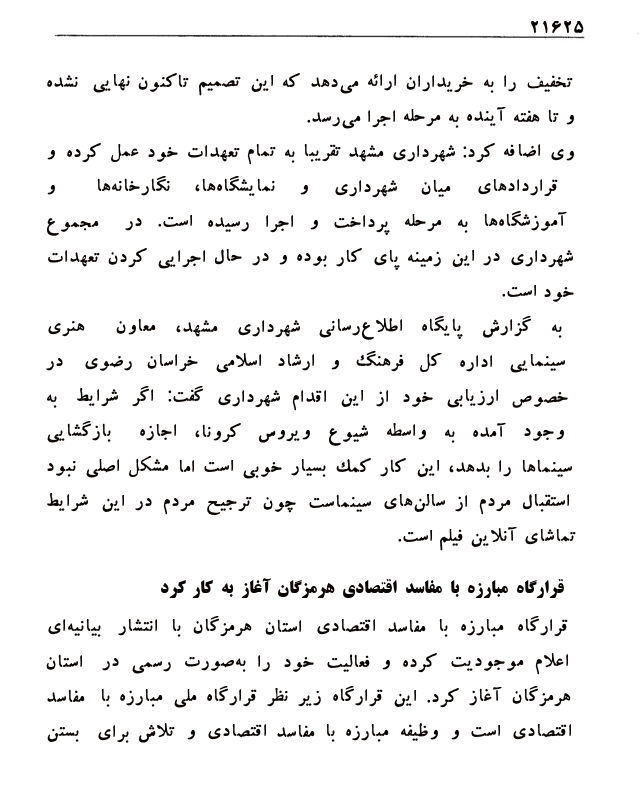 ۲۱۶۲۵
تخفیف را به خریداران ارائه می‌دهد که این تصمیم تاکنون نهایی نشده
و تا هفته آینده به مرحله اجرا می‌رسد.
وی اضافه کرد: شهرداری مشهد تقریبا به تمام تعهدات خود عمل کرده و
قراردادهای میان شهرداری و نمایشگاه‌ها، نگارخانه‌ها و
آموزشگاه‌ها به مرحله پرداخت و اجرا رسیده است. در مجموع
شهرداری در این زمینه پای کار بوده و در حال اجرایی کردن تعهدات
خود است.
به گزارش پایگاه اطلاع‌رسانی شهرداری مشهد، معاون هنری
سینمایی اداره کل فرهنگ و ارشاد اسلامی خراسان رضوی در
خصوص ارزیابی خود از این اقدام شهرداری گفت: اگر شرایط به
وجود آمده به واسطه شیوع ویروس کرونا، اجازه بازگشایی
سینماها را بدهد، این کار کمك بسیار خوبی است اما مشکل اصلی نبود
استقبال مردم از سالن‌های سینماست چون ترجیح مردم در این شرایط
تماشای آنلاین فیلم است.
قرارگاه مبارزه با مفاسد اقتصادی هرمزگان آغاز به کار کرد
قرارگاه مبارزه با مفاسد اقتصادی استان هرمزگان با انتشار بیانیه‌ای
اعلام موجودیت کرده و فعالیت خود را به‌صورت رسمی در استان
هرمزگان آغاز کرد. این قرارگاه زیر نظر قرارگاه ملی مبارزه با مفاسد
اقتصادی است و وظیفه مبارزه با مفاسد اقتصادی و تلاش برای بستن